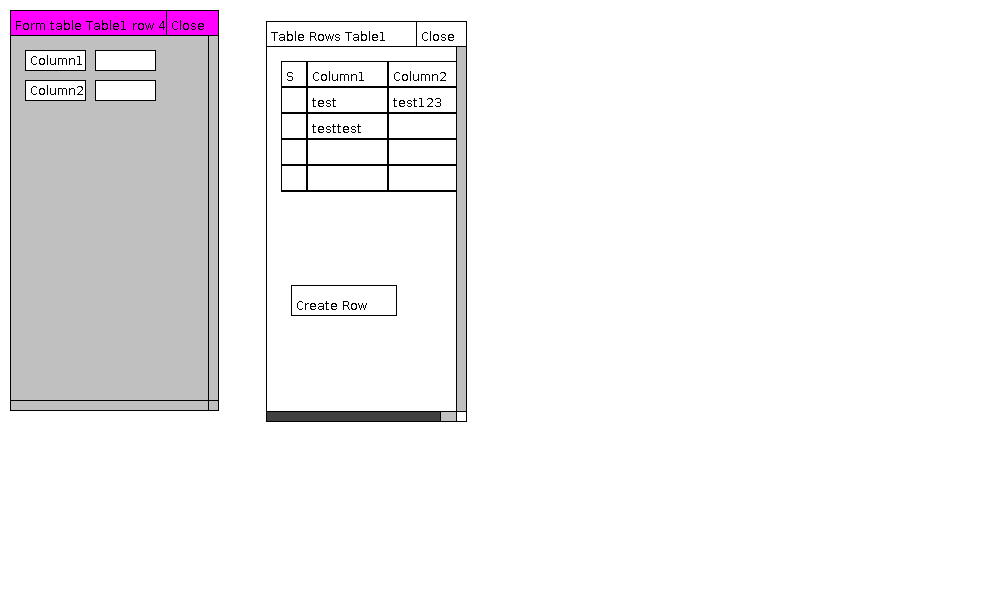 Form table Table1 row 4 Close
Column1
Column2
Table Rows Table1 Close
S Column1 Column2
test test123
testtest
Create Row